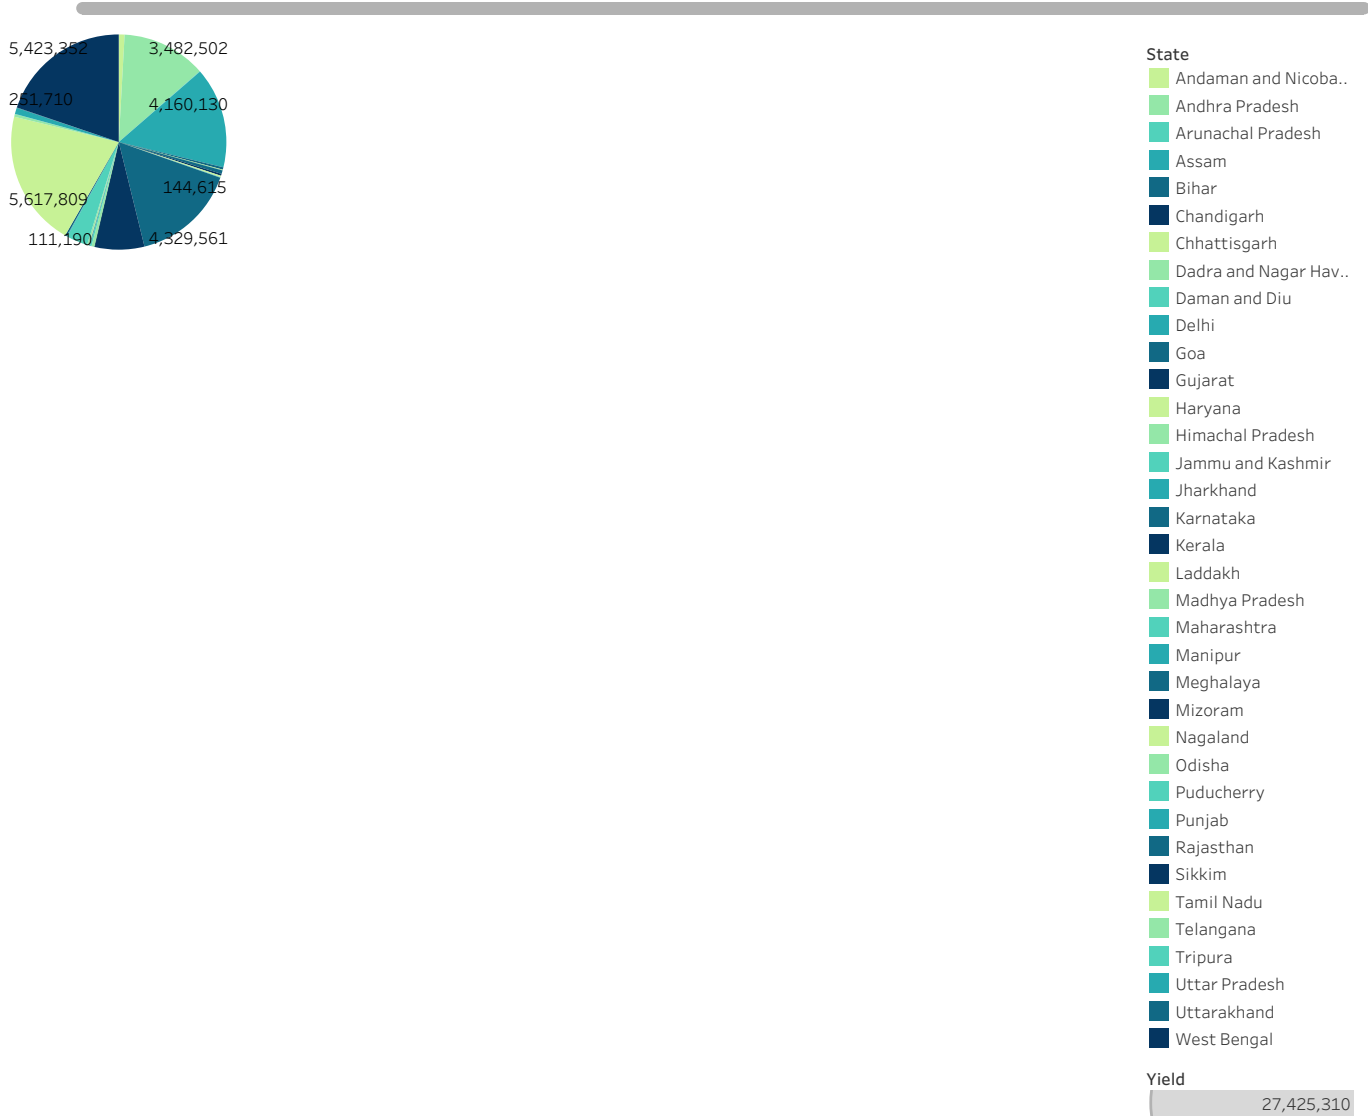 5,423,352
3,482,502
251,710
4,160,130
144,615
5,617,809
111,190
4,329,561
State
Andaman and Nicoba..
Andhra Pradesh
Arunachal Pradesh
Assam
Bihar
Chandigarh
Chhattisgarh
Dadra and Nagar Hav..
Daman and Diu
Delhi
Goa
Gujarat
Haryana
Himachal Pradesh
Jammu and Kashmir
Jharkhand
Karnataka
Kerala
Laddakh
Madhya Pradesh
Maharashtra
Manipur
Meghalaya
Mizoram
Nagaland
Odisha
Puducherry
Punjab
Rajasthan
Sikkim
Tamil Nadu
Telangana
Tripura
Uttar Pradesh
Uttarakhand
West Bengal
Yield
27,425,310